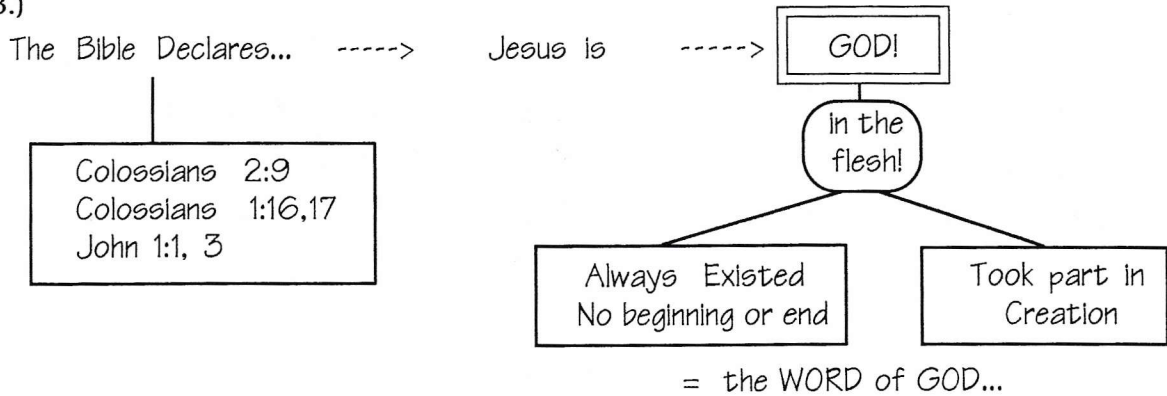 3.)
The Bible Declares... -----> Jesus is -----> GOD!
in the
flesh!
Colossians 2:9
Colossians 1:16,17
John 1:1, 3
Always Existed
No beginning or end
Took part in
Creation
= the WORD of GOD...